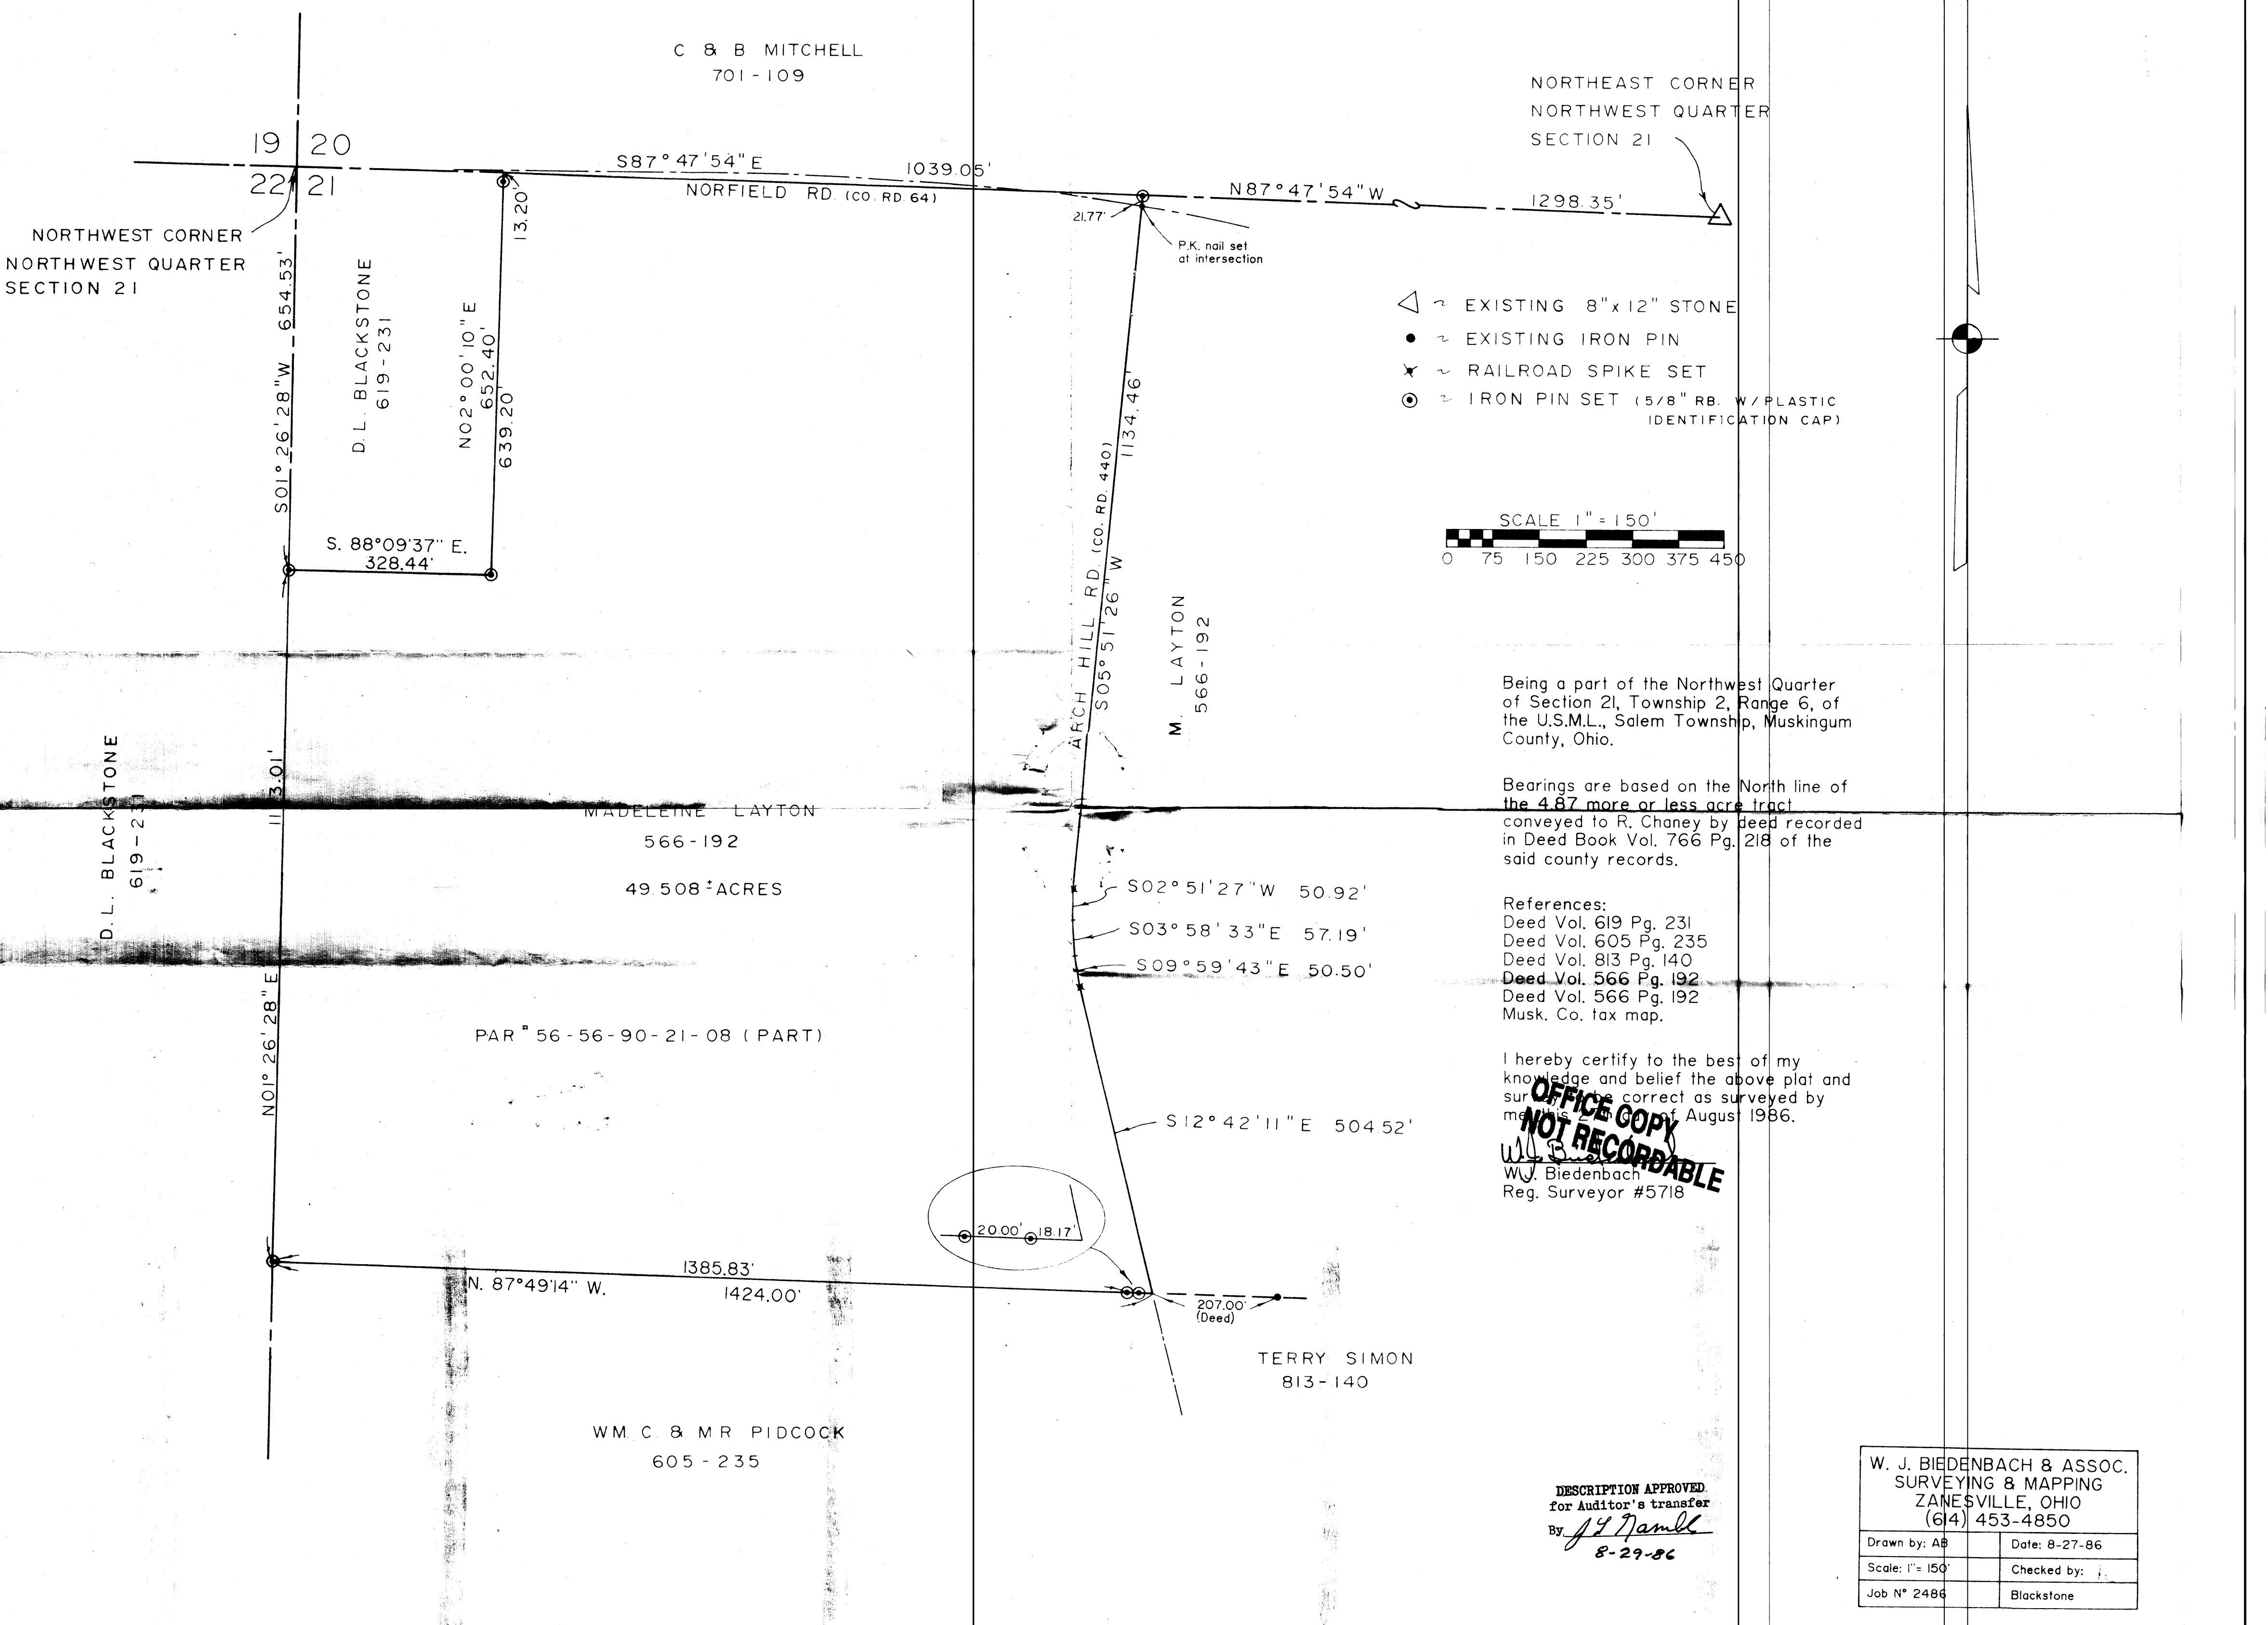 C & B MITCHELL
701-109
NORTHEAST CORNER
NORTHWEST QUARTER
SECTION 21
19 20
22 21
S87°47'54"E 1039.05'
NORFIELD RD. (CO. RD. 64)
N87°47'54"W 1298.35'
13.20'
21.77'
P.K. nail set
at intersection
NORTHWEST CORNER
NORTHWEST QUARTER
SECTION 21
S01°26'28"W 654.53'
D.L. BLACKSTONE
619-231
N02°00'10"E
652.40'
639.20'
S. 88°09'37" E.
328.44'
1134.46'
ARCH HILL RD. (CO. RD. 440)
S05°51'26"W
M. LAYTON
566-192
△ ~ EXISTING 8"x12" STONE
● ~ EXISTING IRON PIN
~ RAILROAD SPIKE SET
~ IRON PIN SET (5/8" RB. W/PLASTIC
IDENTIFICATION CAP)
SCALE 1"=150'
0 75 150 225 300 375 450
Being a part of the Northwest Quarter
of Section 21, Township 2, Range 6, of
the U.S.M.L., Salem Township, Muskingum
County, Ohio.
Bearings are based on the North line of
the 4.87 more or less acre tract
conveyed to R. Chaney by deed recorded
in Deed Book Vol. 766 Pg. 218 of the
said county records.
References:
Deed Vol. 619 Pg. 231
Deed Vol. 605 Pg. 235
Deed Vol. 813 Pg. 140
Deed Vol. 566 Pg. 192
Deed Vol. 566 Pg. 192
Musk. Co. tax map.
I hereby certify to the best of my
knowledge and belief the above plat and
correct as surveyed by
of August 1986.
OFFICE COPY
NOT RECORDABLE
W.J. Biedenbach
Reg. Surveyor #5718
D.L. BLACKSTONE
619-231
N01°26'28"E
MADELEINE LAYTON
566-192
49.508± ACRES
PAR# 56-56-90-21-08 (PART)
S02°51'27"W 50.92'
S03°58'33"E 57.19'
S09°59'43"E 50.50'
S12°42'11"E 504.52'
20.00' 18.17'
1385.83'
N. 87°49'14" W.
1424.00'
207.00'
(Deed)
TERRY SIMON
813-140
WM. C. & M R PIDCOCK
605-235
DESCRIPTION APPROVED
for Auditor's transfer
By
8-29-86
W. J. BIEDENBACH & ASSOC.
SURVEYING & MAPPING
ZANESVILLE, OHIO
(614) 453-4850
Drawn by: AB Date: 8-27-86
Scale: 1"=150' Checked by:
Job Nº 2486 Blackstone